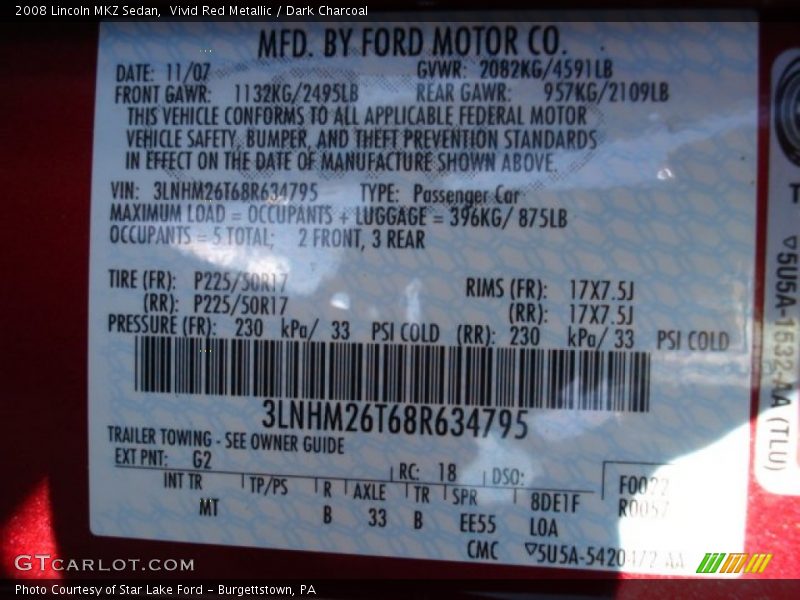 2008 Lincoln MKZ Sedan,  Vivid Red Metallic / Dark Charcoal
MFD. BY FORD MOTOR CO.
DATE: 11/07 GVWR: 2082KG/4591LB
FRONT GAWR: 1132KG/2495LB REAR GAWR: 957KG/2109LB
THIS VEHICLE CONFORMS TO ALL APPLICABLE FEDERAL MOTOR
VEHICLE SAFETY, BUMPER, AND THEFT PREVENTION STANDARDS
IN EFFECT ON THE DATE OF MANUFACTURE SHOWN ABOVE.
VIN: 3LNHM26T68R634795 TYPE: Passenger Car
MAXIMUM LOAD = OCCUPANTS + LUGGAGE = 396KG/ 875LB
OCCUPANTS = 5 TOTAL; 2 FRONT, 3 REAR
TIRE (FR): P225/50R17 RIMS (FR): 17X7.5J
(RR): P225/50R17 (RR): 17X7.5J
PRESSURE (FR): 230 kPa/ 33 PSI COLD (RR): 230 kPa/ 33 PSI COLD
3LNHM26T68R634795
TRAILER TOWING - SEE OWNER GUIDE
EXT PNT: G2 RC: 18 DSO: F0022
INT TR TP/PS R AXLE TR SPR 8DE1F R0057
MT B 33 B EE55 LOA
CMC ▽5U5A-5420472-AA
T
▽5U5A-1532-AA (TLU)
GTCARLOT.COM
Photo Courtesy of Star Lake Ford - Burgettstown, PA